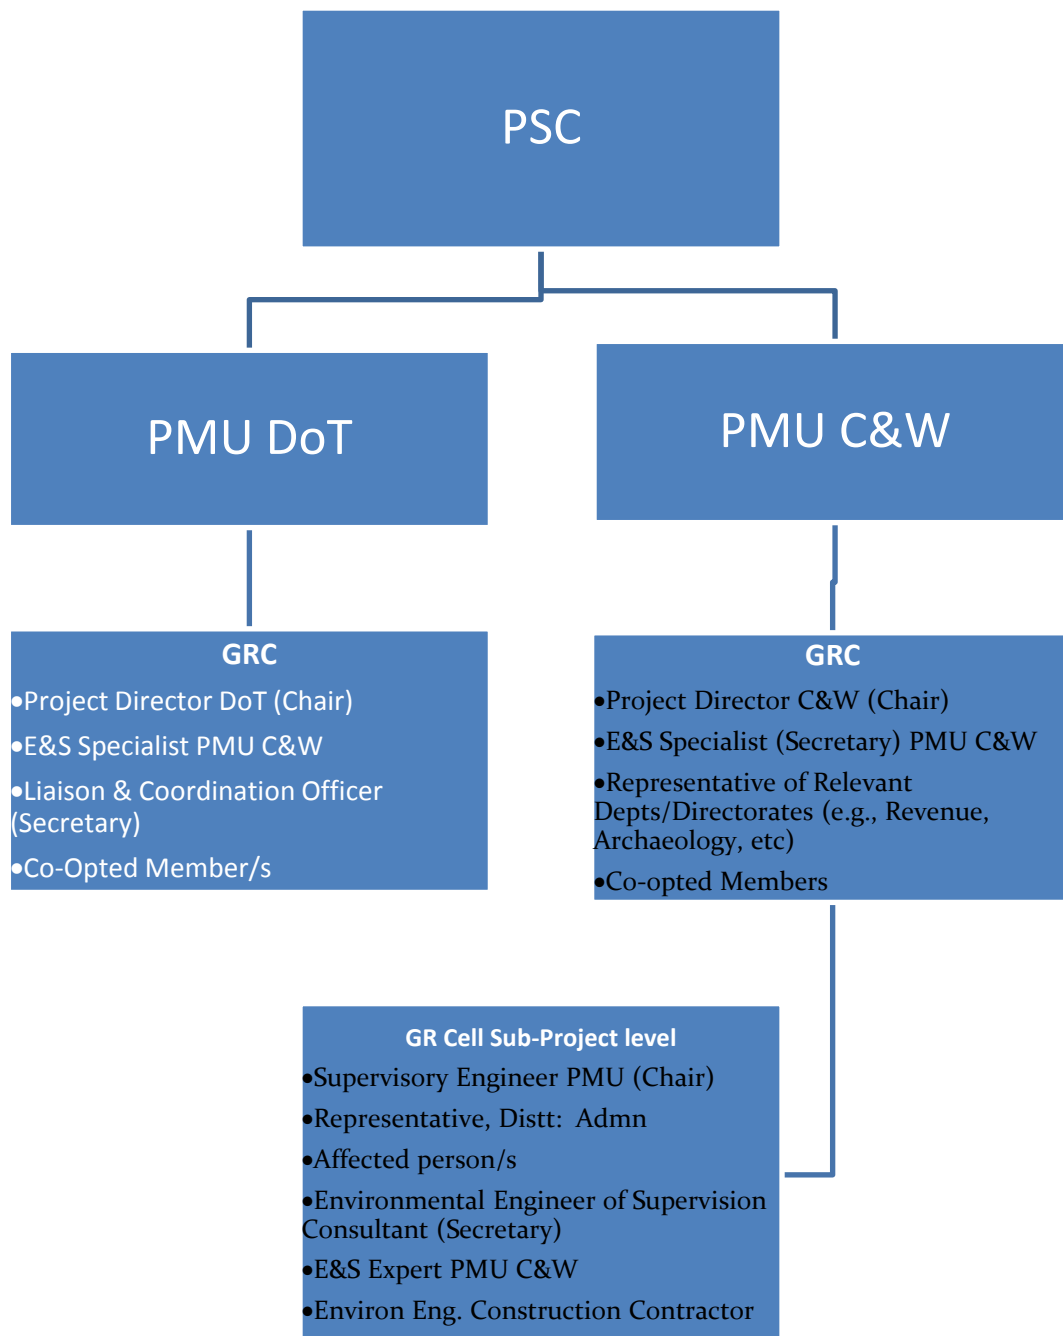 PSC
PMU DoT
PMU C&W
GRC
•Project Director DoT (Chair)
•E&S Specialist PMU C&W
•Liaison & Coordination Officer
(Secretary)
•Co-Opted Member/s
GRC
•Project Director C&W (Chair)
•E&S Specialist (Secretary) PMU C&W
•Representative of Relevant
Depts/Directorates (e.g., Revenue,
Archaeology, etc)
•Co-opted Members
GR Cell Sub-Project level
•Supervisory Engineer PMU (Chair)
•Representative, Distt: Admn
•Affected person/s
•Environmental Engineer of Supervision
Consultant (Secretary)
•E&S Expert PMU C&W
•Environ Eng. Construction Contractor